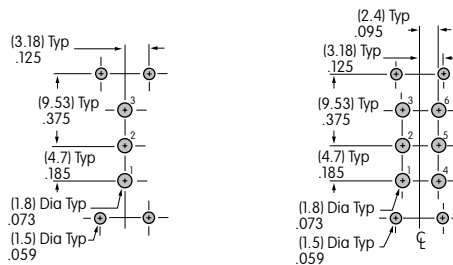 (3.18) Typ
.125
3
(9.53) Typ
.375
2
(4.7) Typ
.185
1
(1.8) Dia Typ
.073
(1.5) Dia Typ
.059
(2.4) Typ
.095
(3.18) Typ
.125
3 6
(9.53) Typ
.375
2 5
(4.7) Typ
.185
1 4
(1.8) Dia Typ
.073
(1.5) Dia Typ
.059
℄